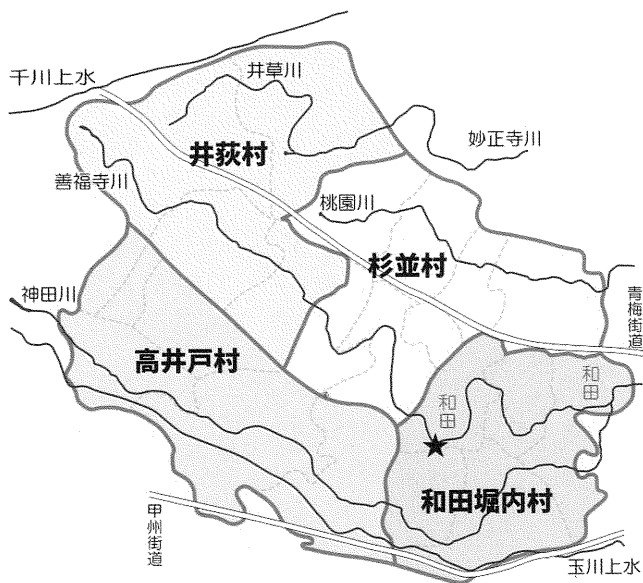 千川上水
井草川
妙正寺川
井荻村
善福寺川
桃園川
杉並村
神田川
青梅街道
高井戸村
和田
和田
和田堀内村
甲州街道
玉川上水